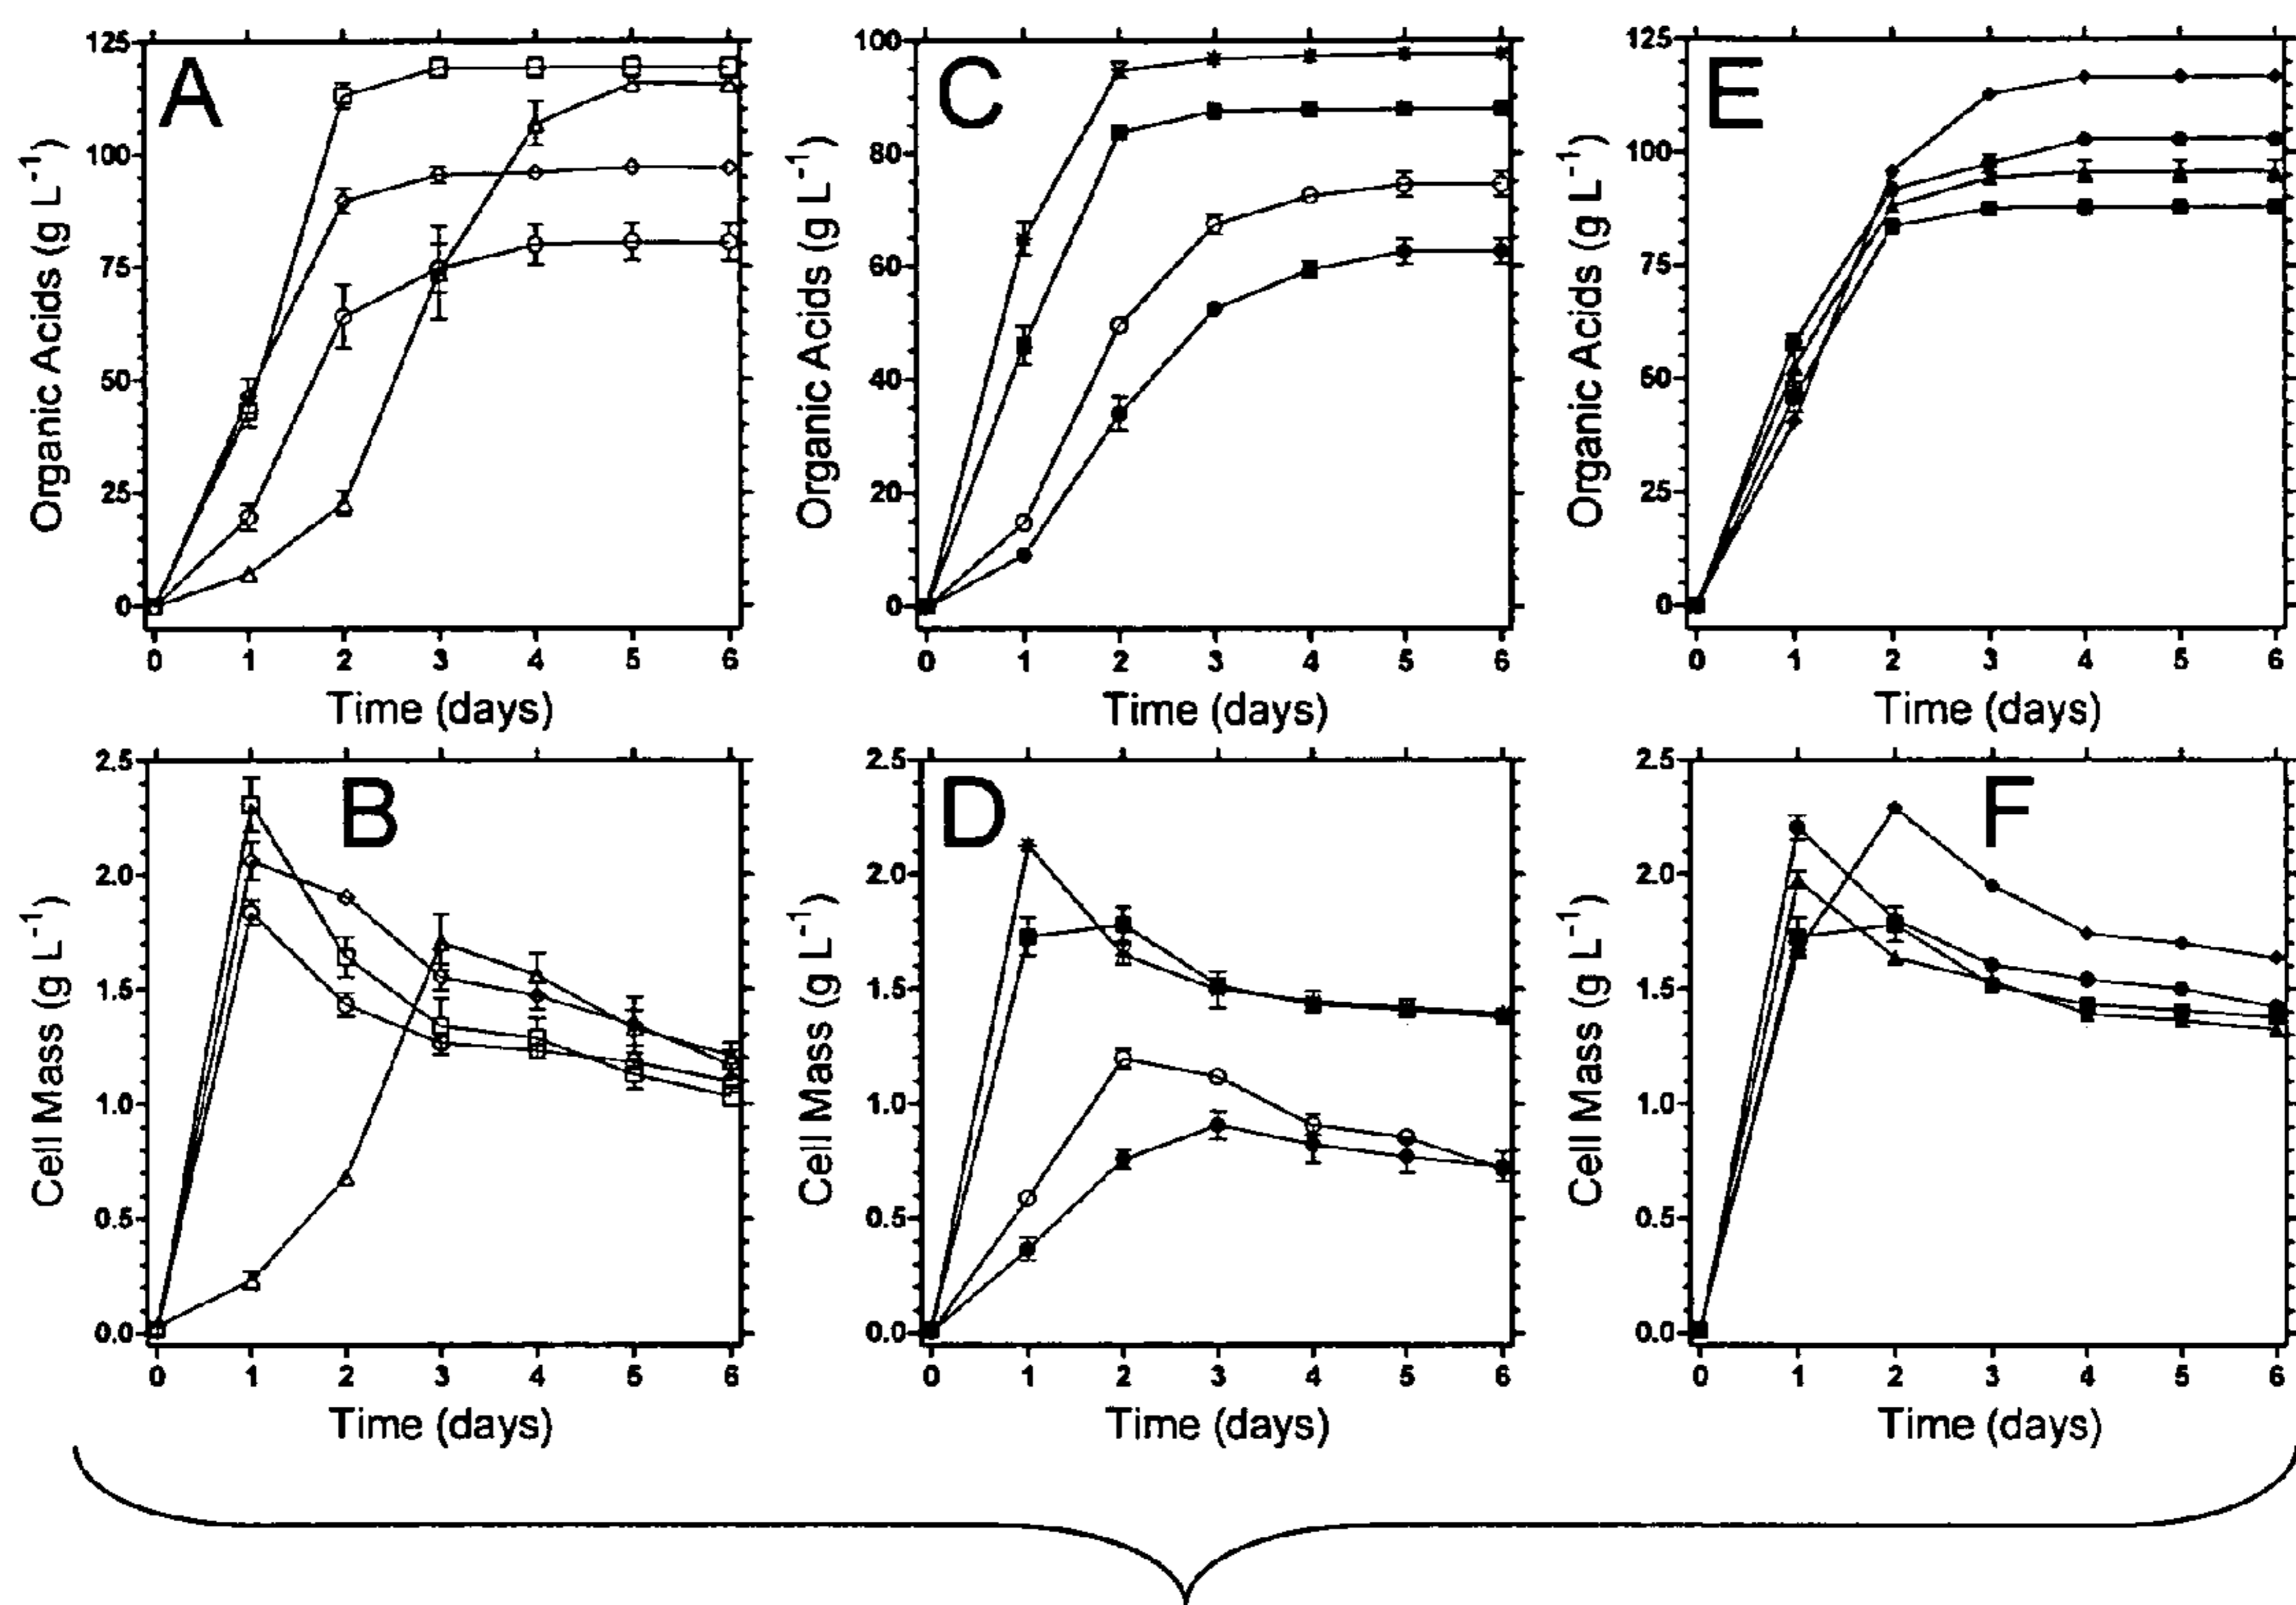 A
Organic Acids (g L⁻¹)
125
100
75
50
25
0
0 1 2 3 4 5 6
Time (days)
C
Organic Acids (g L⁻¹)
100
80
60
40
20
0
0 1 2 3 4 5 6
Time (days)
E
Organic Acids (g L⁻¹)
125
100
75
50
25
0
0 1 2 3 4 5 6
Time (days)
B
Cell Mass (g L⁻¹)
2.5
2.0
1.5
1.0
0.5
0.0
0 1 2 3 4 5 6
Time (days)
D
Cell Mass (g L⁻¹)
2.5
2.0
1.5
1.0
0.5
0.0
0 1 2 3 4 5 6
Time (days)
F
Cell Mass (g L⁻¹)
2.5
2.0
1.5
1.0
0.5
0.0
0 1 2 3 4 5 6
Time (days)